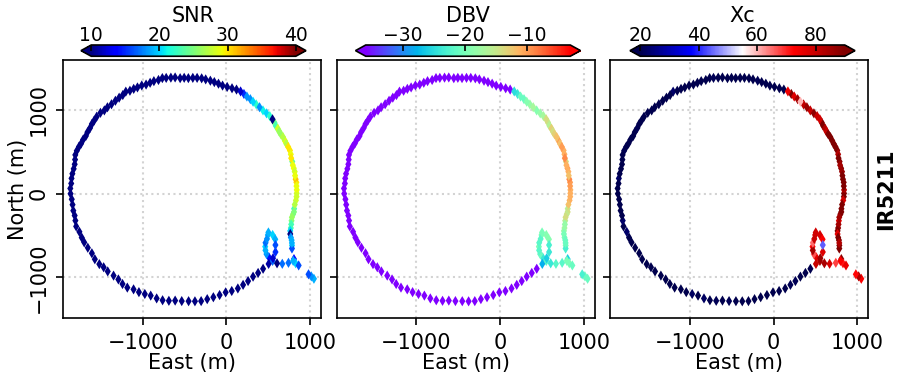 SNR
10 20 30 40
DBV
−30 −20 −10
Xc
20 40 60 80
North (m)
1000
0
−1000
IR5211
−1000 0 1000
East (m)
−1000 0 1000
East (m)
−1000 0 1000
East (m)